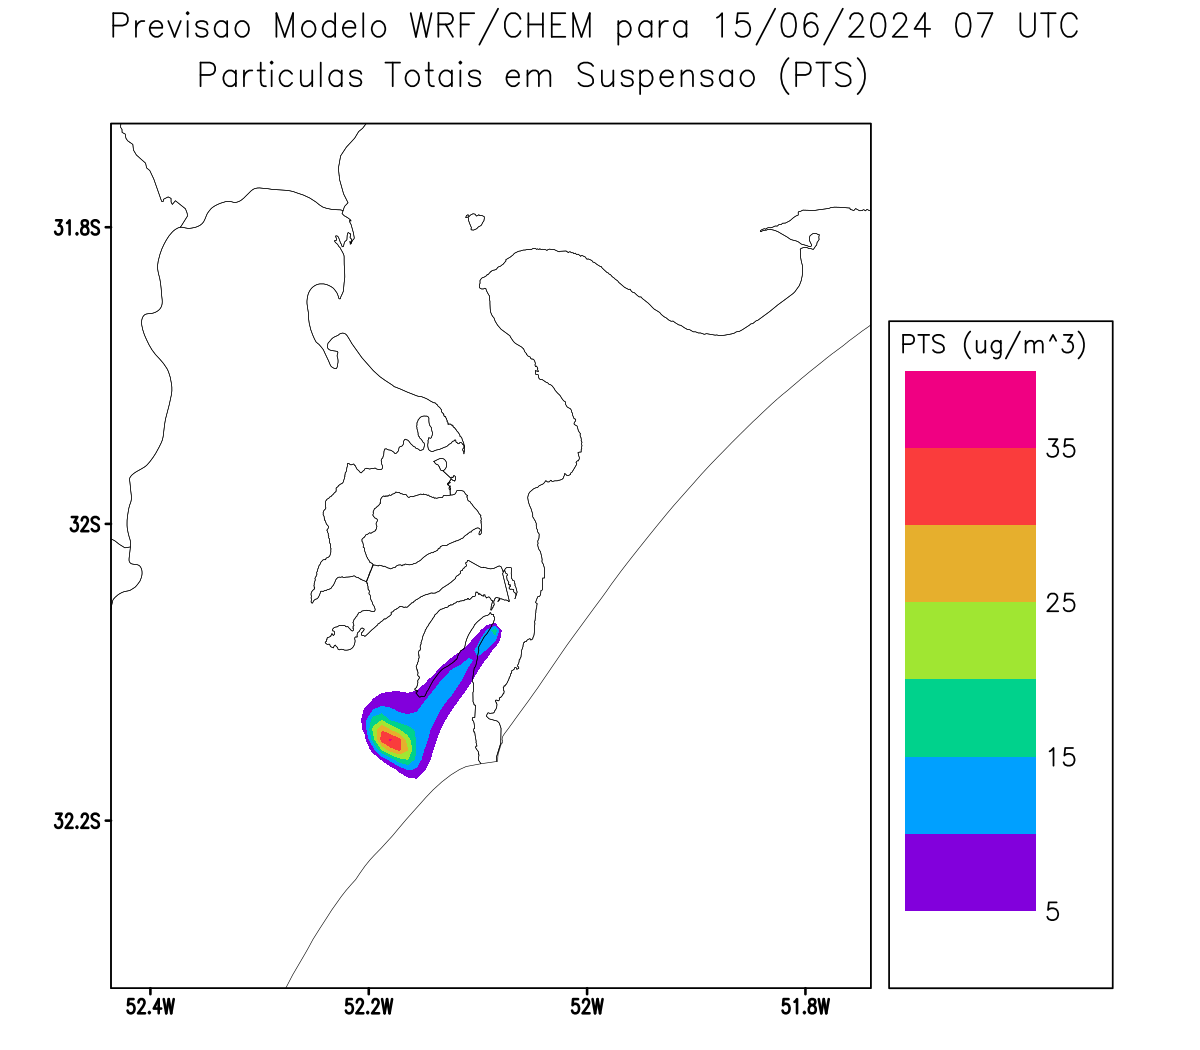 Previsao Modelo WRF/CHEM para 15/06/2024 07 UTC
Particulas Totais em Suspensao (PTS)
31.8S
32S
32.2S
52.4W
52.2W
52W
51.8W
PTS (ug/m^3)
35
25
15
5